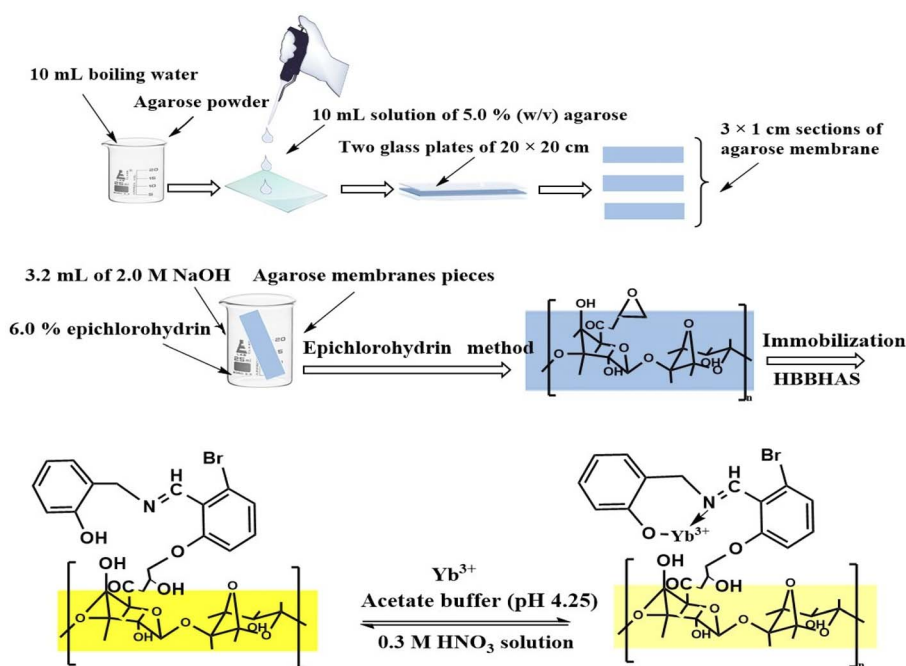 10 mL boiling water
Agarose powder
10 mL solution of 5.0 % (w/v) agarose
Two glass plates of 20 × 20 cm
3 × 1 cm sections of
agarose membrane
3.2 mL of 2.0 M NaOH
Agarose membranes pieces
6.0 % epichlorohydrin
Epichlorohydrin method
O
OH
OC
O
O
O
OH
O
OH
O
n
Immobilization
HBBHAS
Br
H
N
OH
O
OH
OC
OH
O
O
O
OH
O
OH
O
n
Yb³⁺
Acetate buffer (pH 4.25)
0.3 M HNO₃ solution
Br
H
N
O
Yb³⁺
O
OH
OC
OH
O
O
O
OH
O
OH
O
n